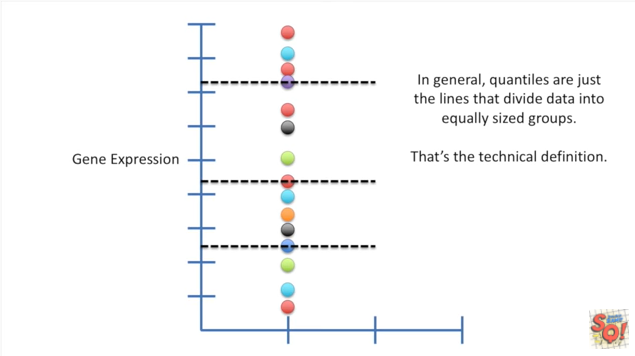 In general, quantiles are just
the lines that divide data into
equally sized groups.
That's the technical definition.
Gene Expression
SQ!